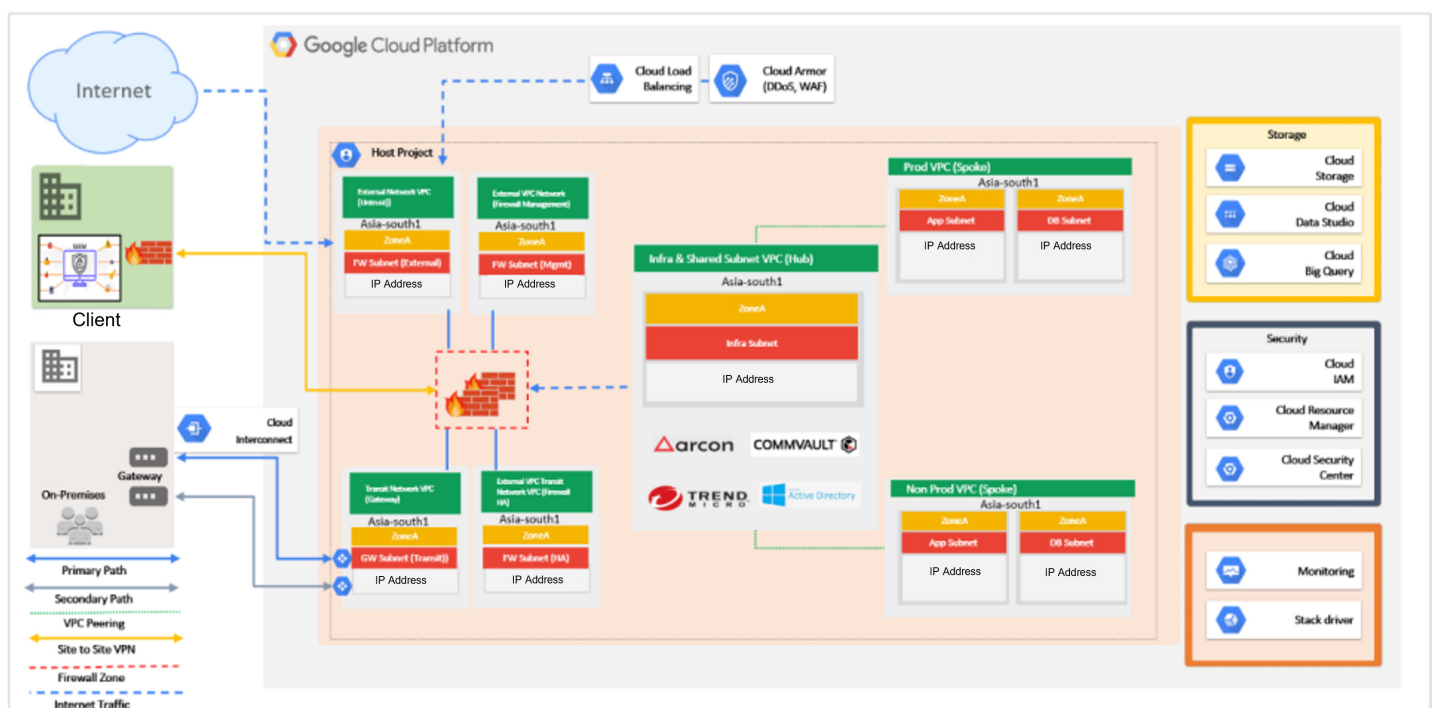 Google Cloud Platform
Internet
Cloud Load
Balancing
Cloud Armor
(DDoS, WAF)
Client
Cloud
Interconnect
Gateway
On-Premises
Primary Path
Secondary Path
VPC Peering
Site to Site VPN
Firewall Zone
Internet Traffic
Host Project
External Network VPC
(Untrust))
Asia-south1
ZoneA
FW Subnet (External)
IP Address
External VPC Network
(Firewall Management)
Asia-south1
ZoneA
FW Subnet (Mgmt)
IP Address
Transit Network VPC
(Gateway)
Asia-south1
ZoneA
GW Subnet (Transit))
IP Address
External VPC Transit
Network VPC (Firewall
HA)
Asia-south1
ZoneA
FW Subnet (HA)
IP Address
Infra & Shared Subnet VPC (Hub)
Asia-south1
ZoneA
Infra Subnet
IP Address
arcon
COMMVAULT
TREND
MICRO
Active Directory
Prod VPC (Spoke)
Asia-south1
ZoneA
App Subnet
IP Address
ZoneA
DB Subnet
IP Address
Non Prod VPC (Spoke)
Asia-south1
ZoneA
App Subnet
IP Address
ZoneA
DB Subnet
IP Address
Storage
Cloud
Storage
Cloud
Data Studio
Cloud
Big Query
Security
Cloud
IAM
Cloud Resource
Manager
Cloud Security
Center
Monitoring
Stack driver